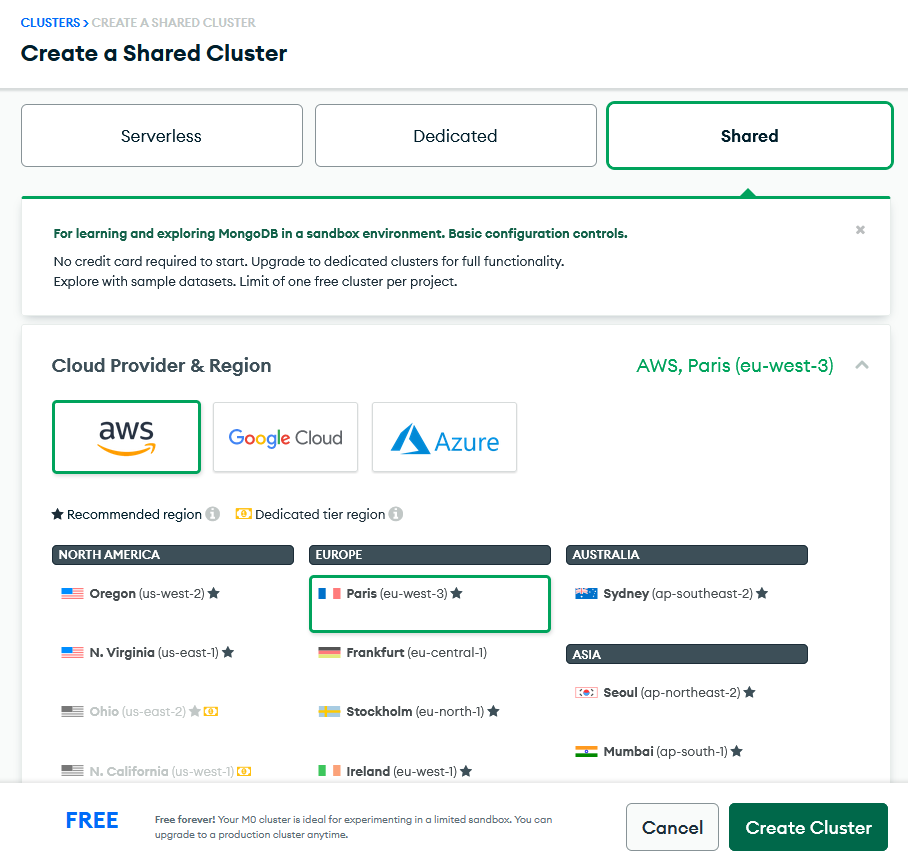 CLUSTERS > CREATE A SHARED CLUSTER
Create a Shared Cluster
Serverless
Dedicated
Shared
For learning and exploring MongoDB in a sandbox environment. Basic configuration controls.
No credit card required to start. Upgrade to dedicated clusters for full functionality.
Explore with sample datasets. Limit of one free cluster per project.
Cloud Provider & Region
AWS, Paris (eu-west-3)
aws
Google Cloud
Azure
★ Recommended region
Dedicated tier region
NORTH AMERICA
Oregon (us-west-2) ★
N. Virginia (us-east-1) ★
Ohio (us-east-2) ★
N. California (us-west-1)
EUROPE
Paris (eu-west-3) ★
Frankfurt (eu-central-1)
Stockholm (eu-north-1) ★
Ireland (eu-west-1) ★
AUSTRALIA
Sydney (ap-southeast-2) ★
ASIA
Seoul (ap-northeast-2) ★
Mumbai (ap-south-1) ★
FREE
Free forever! Your M0 cluster is ideal for experimenting in a limited sandbox. You can
upgrade to a production cluster anytime.
Cancel
Create Cluster